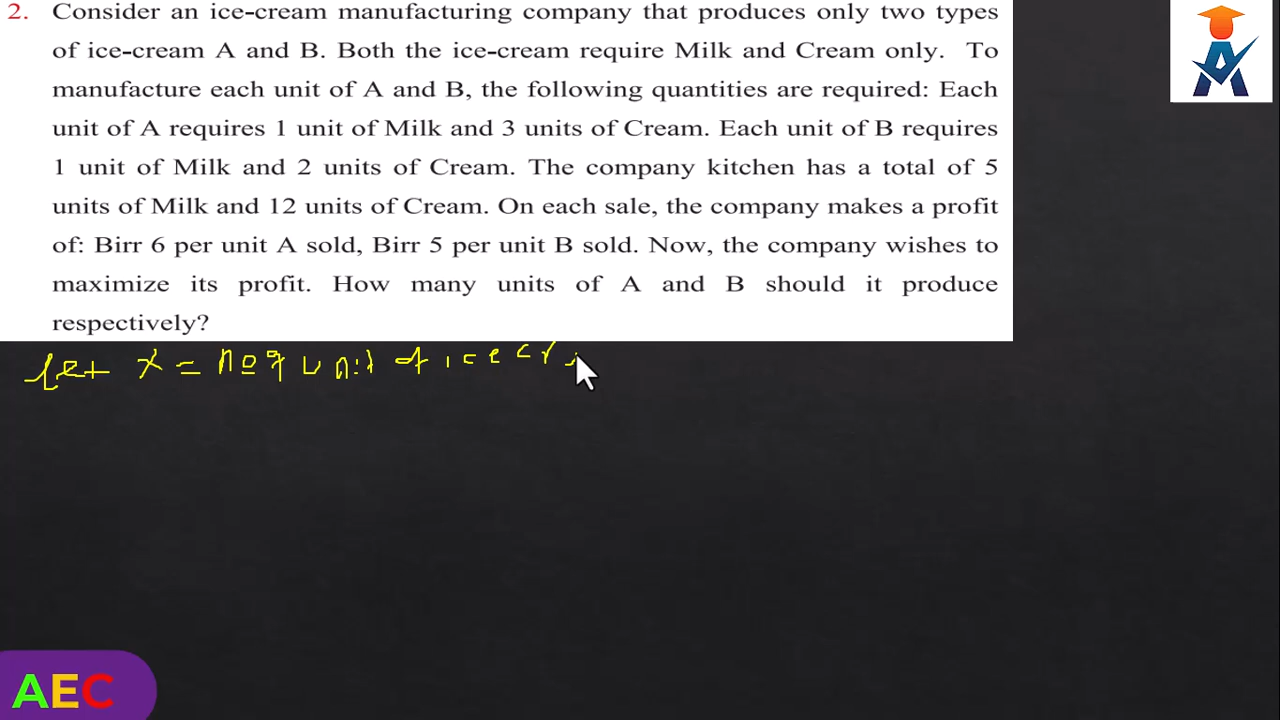 2. Consider an ice-cream manufacturing company that produces only two types
of ice-cream A and B. Both the ice-cream require Milk and Cream only. To
manufacture each unit of A and B, the following quantities are required: Each
unit of A requires 1 unit of Milk and 3 units of Cream. Each unit of B requires
1 unit of Milk and 2 units of Cream. The company kitchen has a total of 5
units of Milk and 12 units of Cream. On each sale, the company makes a profit
of: Birr 6 per unit A sold, Birr 5 per unit B sold. Now, the company wishes to
maximize its profit. How many units of A and B should it produce
respectively?
let x = no of unit of ice cr
AEC